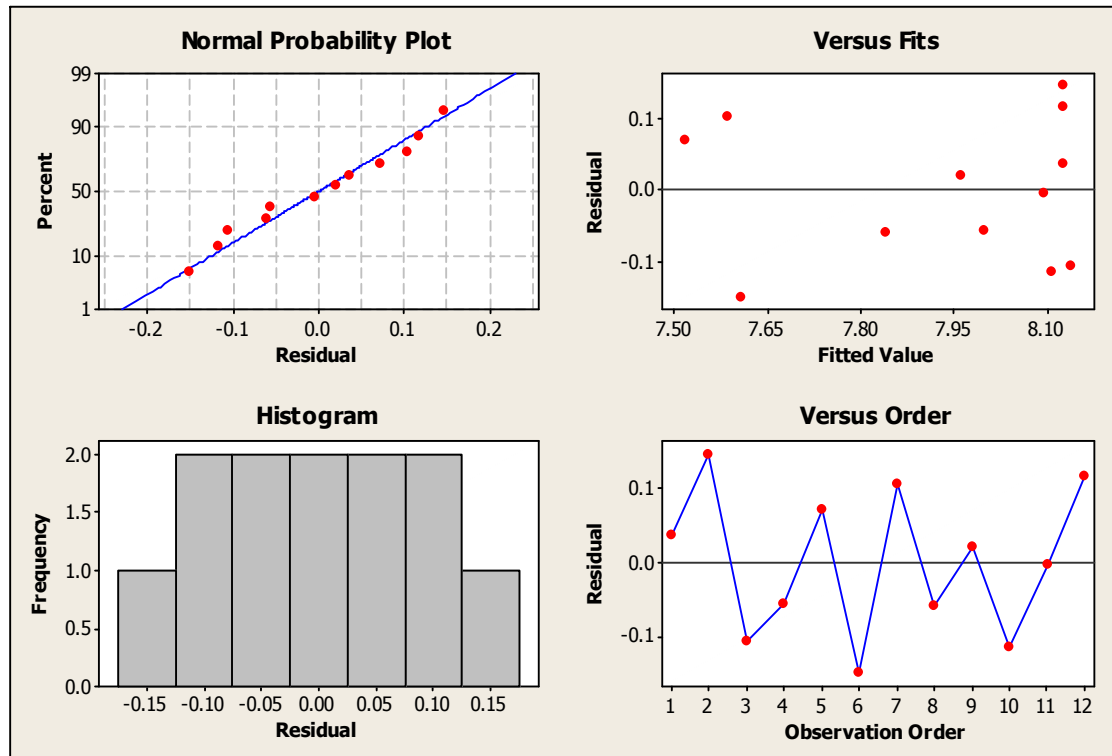 Normal Probability Plot
99
90
50
10
1
Percent
-0.2 -0.1 0.0 0.1 0.2
Residual
Versus Fits
0.1
0.0
-0.1
Residual
7.50 7.65 7.80 7.95 8.10
Fitted Value
Histogram
2.0
1.5
1.0
0.5
0.0
Frequency
-0.15 -0.10 -0.05 0.00 0.05 0.10 0.15
Residual
Versus Order
0.1
0.0
-0.1
Residual
1 2 3 4 5 6 7 8 9 10 11 12
Observation Order